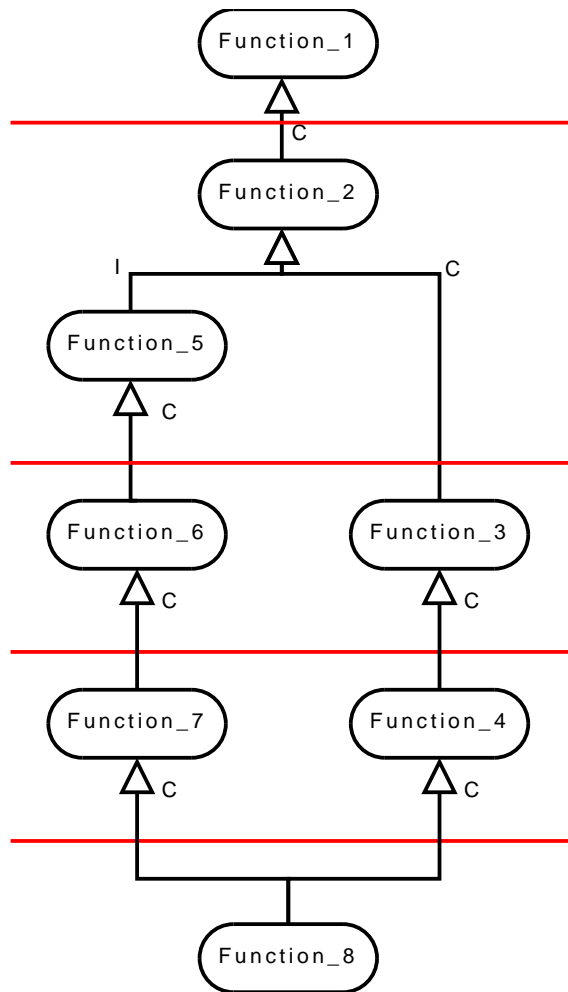 Function_1
C
Function_2
I
C
Function_5
C
Function_6
Function_3
C
C
Function_7
Function_4
C
C
Function_8